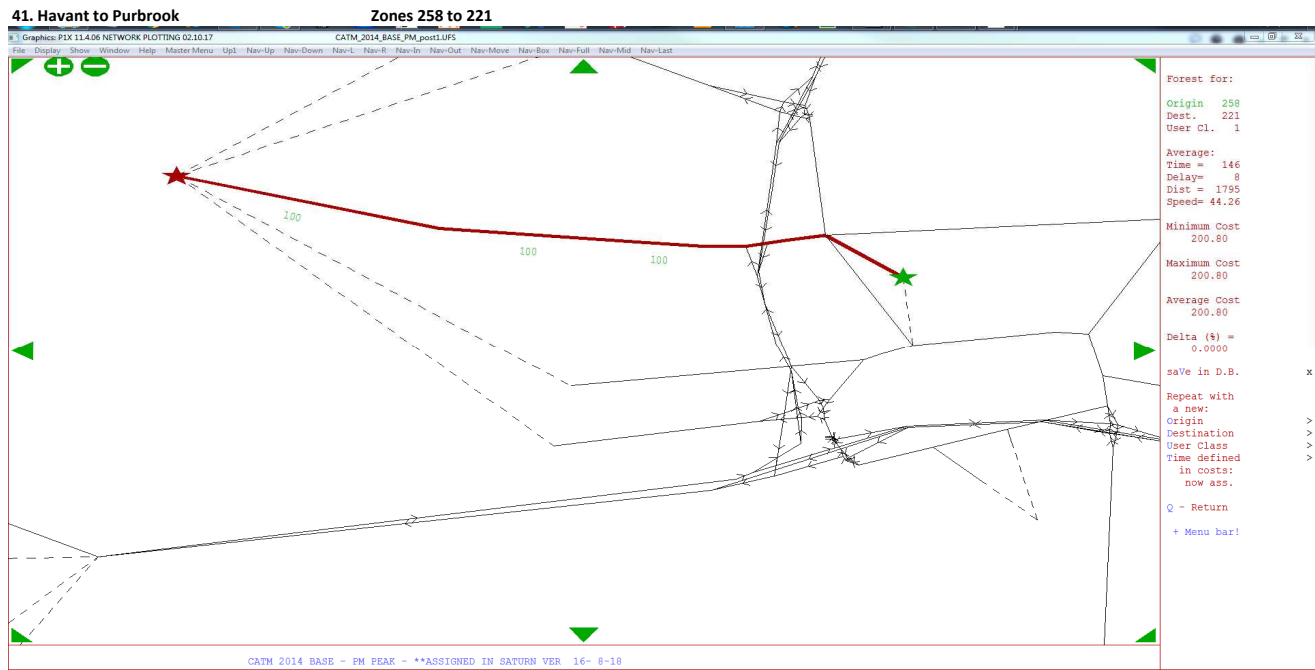 41. Havant to Purbrook Zones 258 to 221
Graphics: P1X 11.4.06 NETWORK PLOTTING 02.10.17 CATM_2014_BASE_PM_post1.UFS
File Display Show Window Help Master Menu Up1 Nav-Up Nav-Down Nav-L Nav-R Nav-In Nav-Out Nav-Move Nav-Box Nav-Full Nav-Mid Nav-Last
Forest for:
Origin 258
Dest. 221
User Cl. 1
Average:
Time = 146
Delay= 8
Dist = 1795
Speed= 44.26
Minimum Cost
200.80
Maximum Cost
200.80
Average Cost
200.80
Delta (%) =
0.0000
saVe in D.B. x
Repeat with
a new:
Origin >
Destination >
User Class >
Time defined >
in costs:
now ass.
Q - Return
+ Menu bar!
100
100
100
CATM 2014 BASE - PM PEAK - **ASSIGNED IN SATURN VER 16- 8-18